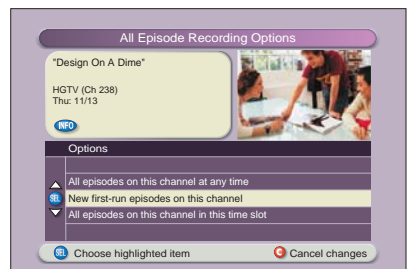 All Episode Recording Options
"Design On A Dime"
HGTV (Ch 238)
Thu: 11/13
INFO
Options
All episodes on this channel at any time
SEL New first-run episodes on this channel
All episodes on this channel in this time slot
SEL Choose highlighted item
C Cancel changes